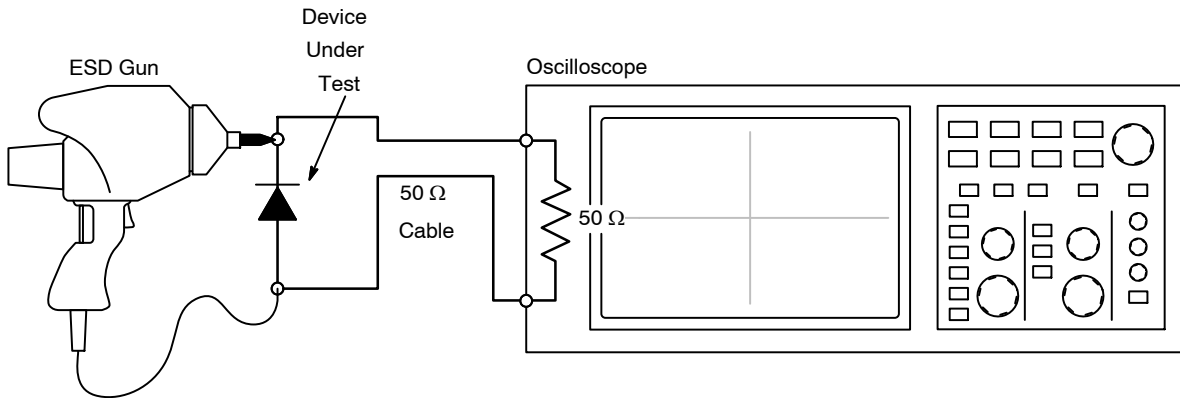 Device
Under
Test
ESD Gun
Oscilloscope
50 Ω
Cable
50 Ω